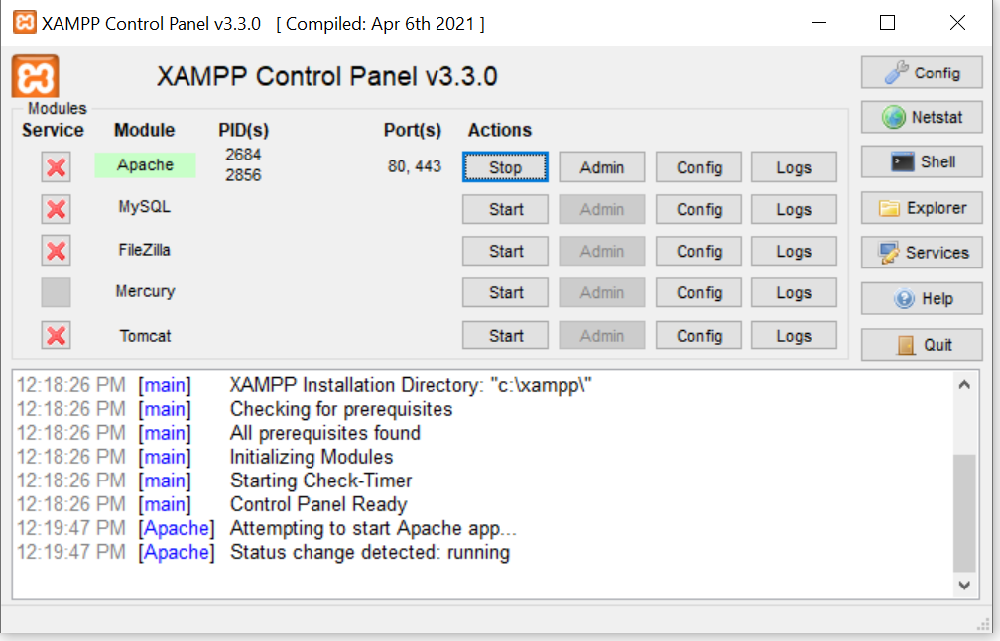 XAMPP Control Panel v3.3.0 [ Compiled: Apr 6th 2021 ]
XAMPP Control Panel v3.3.0
Config
Netstat
Shell
Explorer
Services
Help
Quit
Modules
Service Module PID(s) Port(s) Actions
Apache 2684 2856 80, 443 Stop Admin Config Logs
MySQL Start Admin Config Logs
FileZilla Start Admin Config Logs
Mercury Start Admin Config Logs
Tomcat Start Admin Config Logs
12:18:26 PM [main] XAMPP Installation Directory: "c:\xampp\"
12:18:26 PM [main] Checking for prerequisites
12:18:26 PM [main] All prerequisites found
12:18:26 PM [main] Initializing Modules
12:18:26 PM [main] Starting Check-Timer
12:18:26 PM [main] Control Panel Ready
12:19:47 PM [Apache] Attempting to start Apache app...
12:19:47 PM [Apache] Status change detected: running